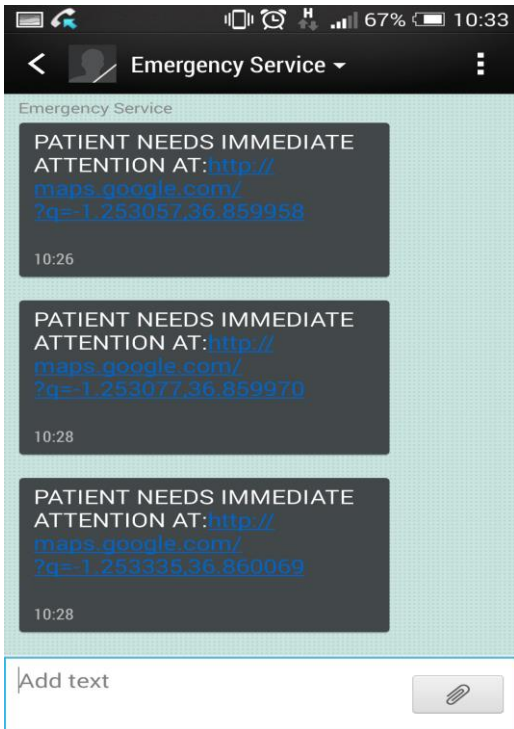 H
67%
10:33
Emergency Service
Emergency Service
PATIENT NEEDS IMMEDIATE
ATTENTION AT:http://
maps.google.com/
?q=-1.253057,36.859958
10:26
PATIENT NEEDS IMMEDIATE
ATTENTION AT:http://
maps.google.com/
?q=-1.253077,36.859970
10:28
PATIENT NEEDS IMMEDIATE
ATTENTION AT:http://
maps.google.com/
?q=-1.253335,36.860069
10:28
Add text